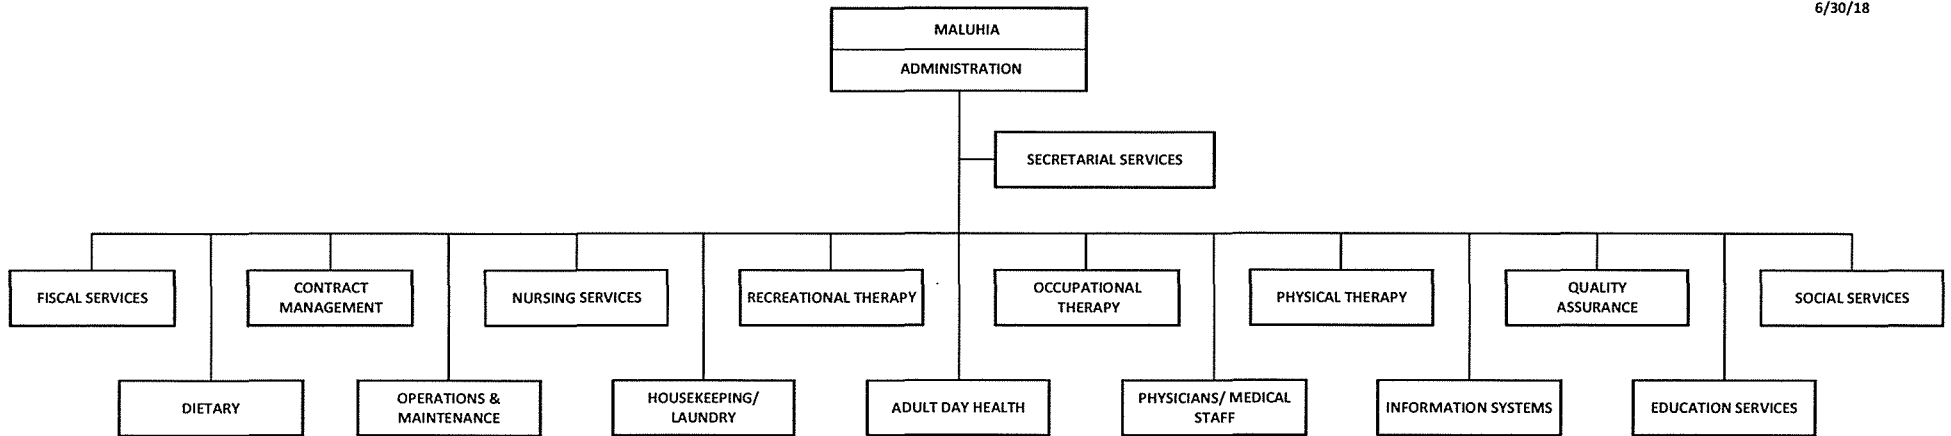 6/30/18
MALUHIA
ADMINISTRATION
SECRETARIAL SERVICES
FISCAL SERVICES
CONTRACT
MANAGEMENT
NURSING SERVICES
RECREATIONAL THERAPY
OCCUPATIONAL
THERAPY
PHYSICAL THERAPY
QUALITY
ASSURANCE
SOCIAL SERVICES
DIETARY
OPERATIONS &
MAINTENANCE
HOUSEKEEPING/
LAUNDRY
ADULT DAY HEALTH
PHYSICIANS/ MEDICAL
STAFF
INFORMATION SYSTEMS
EDUCATION SERVICES